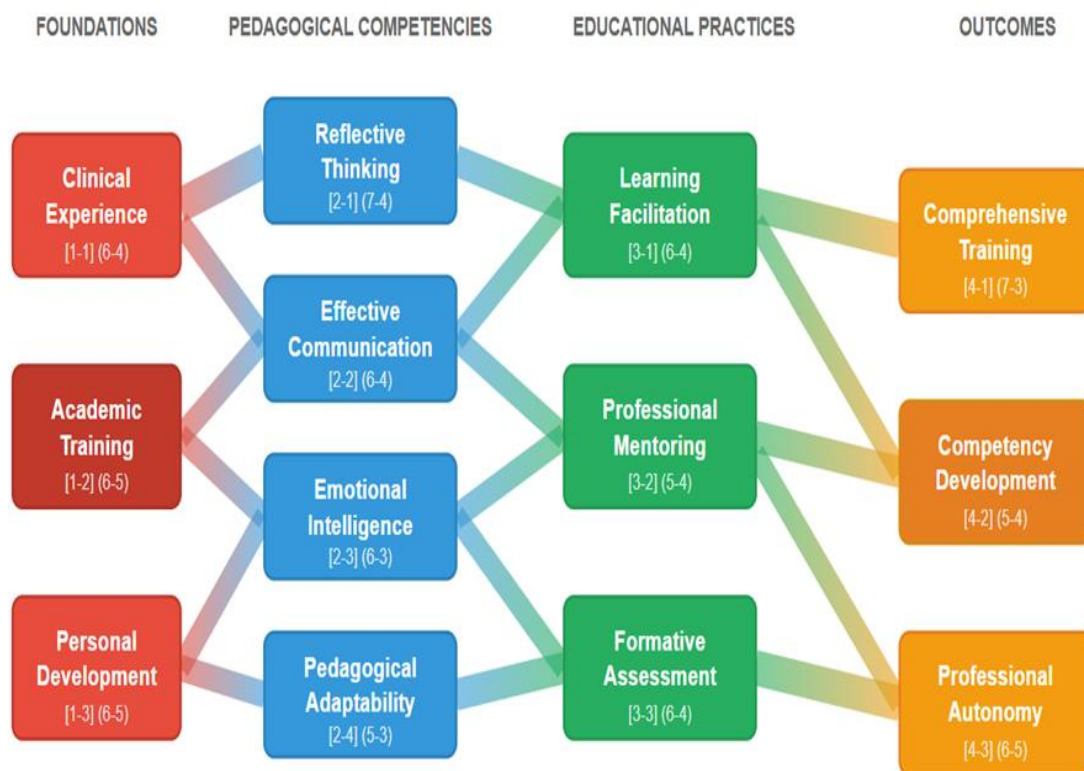 FOUNDATIONS
PEDAGOGICAL COMPETENCIES
EDUCATIONAL PRACTICES
OUTCOMES
Clinical
Experience
[1-1] (6-4)
Academic
Training
[1-2] (6-5)
Personal
Development
[1-3] (6-5)
Reflective
Thinking
[2-1] (7-4)
Effective
Communication
[2-2] (6-4)
Emotional
Intelligence
[2-3] (6-3)
Pedagogical
Adaptability
[2-4] (5-3)
Learning
Facilitation
[3-1] (6-4)
Professional
Mentoring
[3-2] (5-4)
Formative
Assessment
[3-3] (6-4)
Comprehensive
Training
[4-1] (7-3)
Competency
Development
[4-2] (5-4)
Professional
Autonomy
[4-3] (6-5)